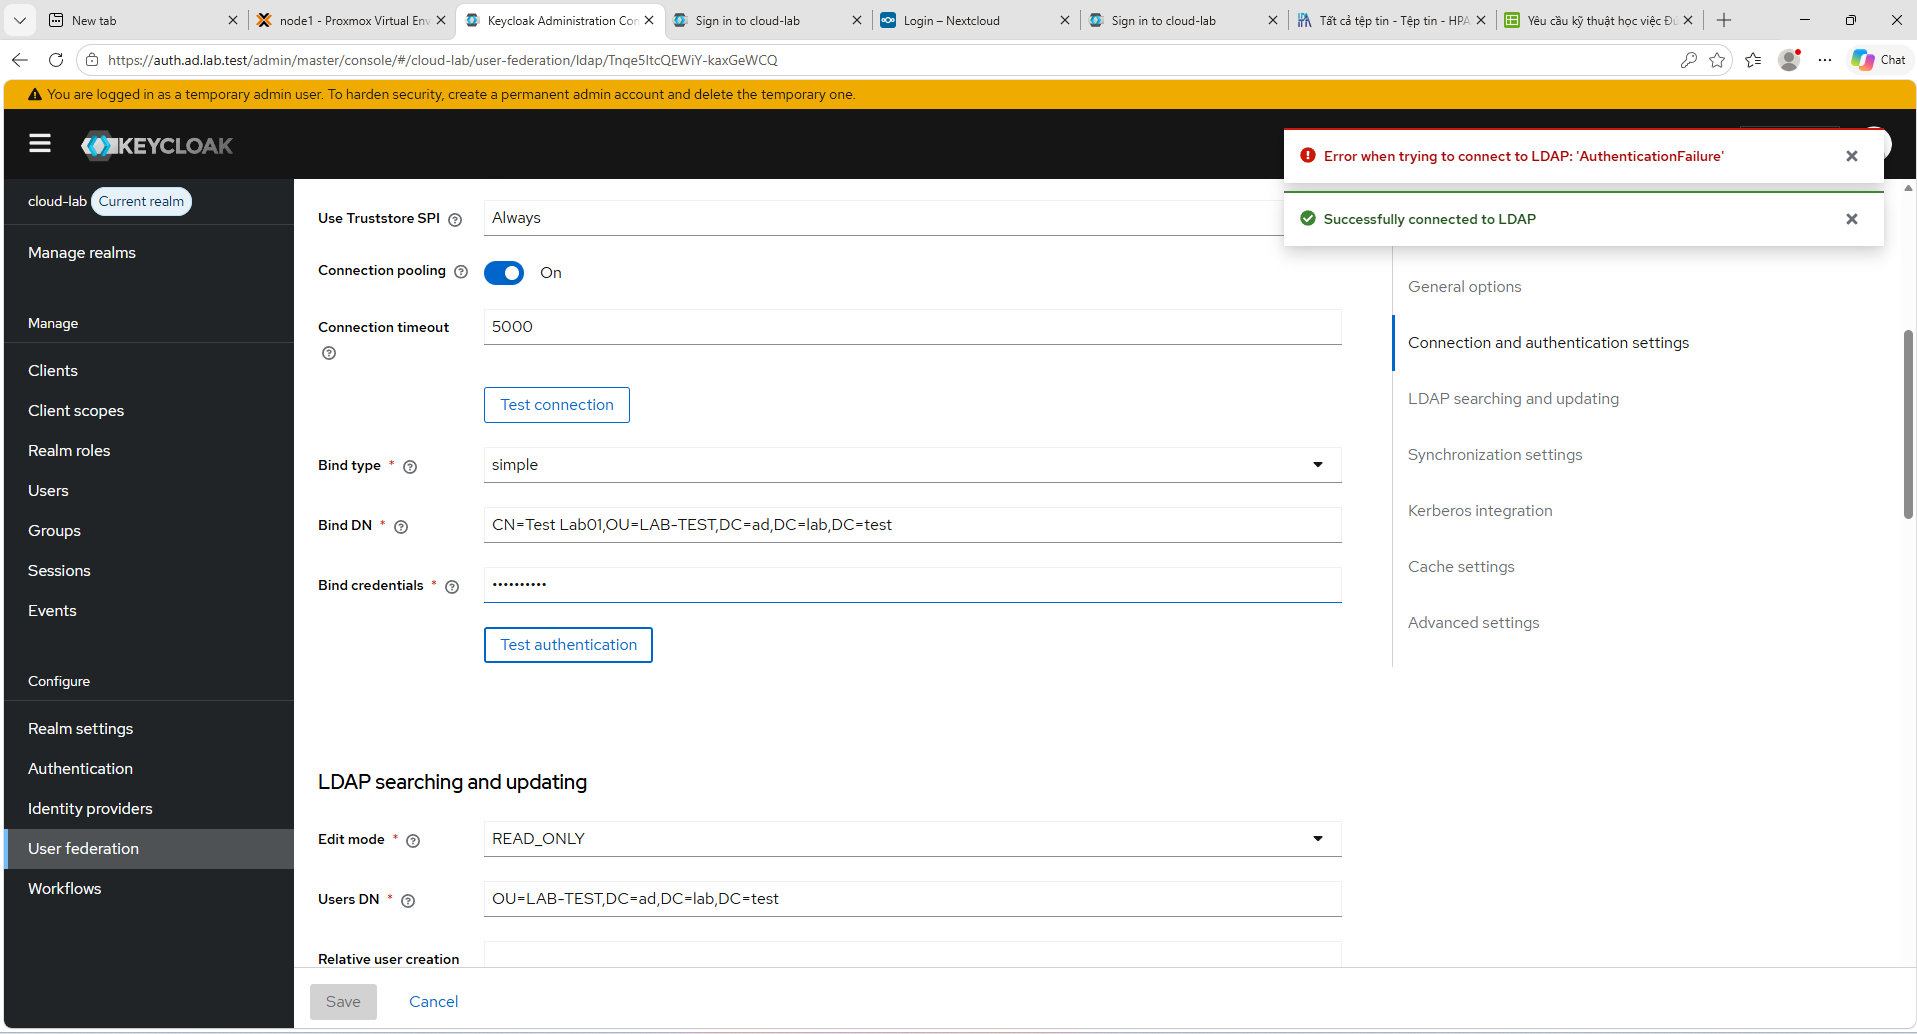 New tab
node1 - Proxmox Virtual Env
Keycloak Administration Con
Sign in to cloud-lab
Login – Nextcloud
Sign in to cloud-lab
Tất cả tệp tin - Tệp tin - HPA
Yêu cầu kỹ thuật học việc Đứ
https://auth.ad.lab.test/admin/master/console/#/cloud-lab/user-federation/ldap/Tnqe5ItcQEWiY-kaxGeWCQ
Chat
You are logged in as a temporary admin user. To harden security, create a permanent admin account and delete the temporary one.
KEYCLOAK
Error when trying to connect to LDAP: 'AuthenticationFailure'
Successfully connected to LDAP
cloud-lab Current realm
Manage realms
Manage
Clients
Client scopes
Realm roles
Users
Groups
Sessions
Events
Configure
Realm settings
Authentication
Identity providers
User federation
Workflows
Use Truststore SPI
Always
Connection pooling
On
Connection timeout
5000
Test connection
Bind type *
simple
Bind DN *
CN=Test Lab01,OU=LAB-TEST,DC=ad,DC=lab,DC=test
Bind credentials *
••••••••••
Test authentication
LDAP searching and updating
Edit mode *
READ_ONLY
Users DN *
OU=LAB-TEST,DC=ad,DC=lab,DC=test
Relative user creation
Save
Cancel
General options
Connection and authentication settings
LDAP searching and updating
Synchronization settings
Kerberos integration
Cache settings
Advanced settings